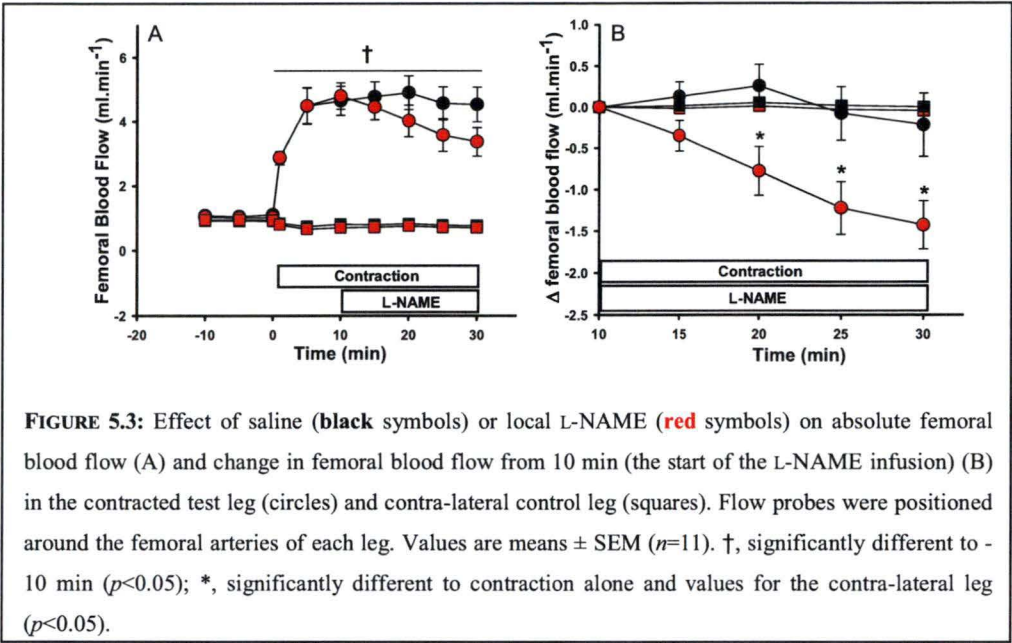 A
†
6
4
2
0
-2
Femoral Blood Flow (ml.min⁻¹)
Contraction
L-NAME
-20
-10
0
10
20
30
Time (min)
B
1.0
0.5
0.0
-0.5
-1.0
-1.5
-2.0
-2.5
Δ femoral blood flow (ml.min⁻¹)
*
*
*
Contraction
L-NAME
10
15
20
25
30
Time (min)
FIGURE 5.3: Effect of saline (black symbols) or local L-NAME (red symbols) on absolute femoral
blood flow (A) and change in femoral blood flow from 10 min (the start of the L-NAME infusion) (B)
in the contracted test leg (circles) and contra-lateral control leg (squares). Flow probes were positioned
around the femoral arteries of each leg. Values are means ± SEM (n=11). †, significantly different to -
10 min (p<0.05); *, significantly different to contraction alone and values for the contra-lateral leg
(p<0.05).